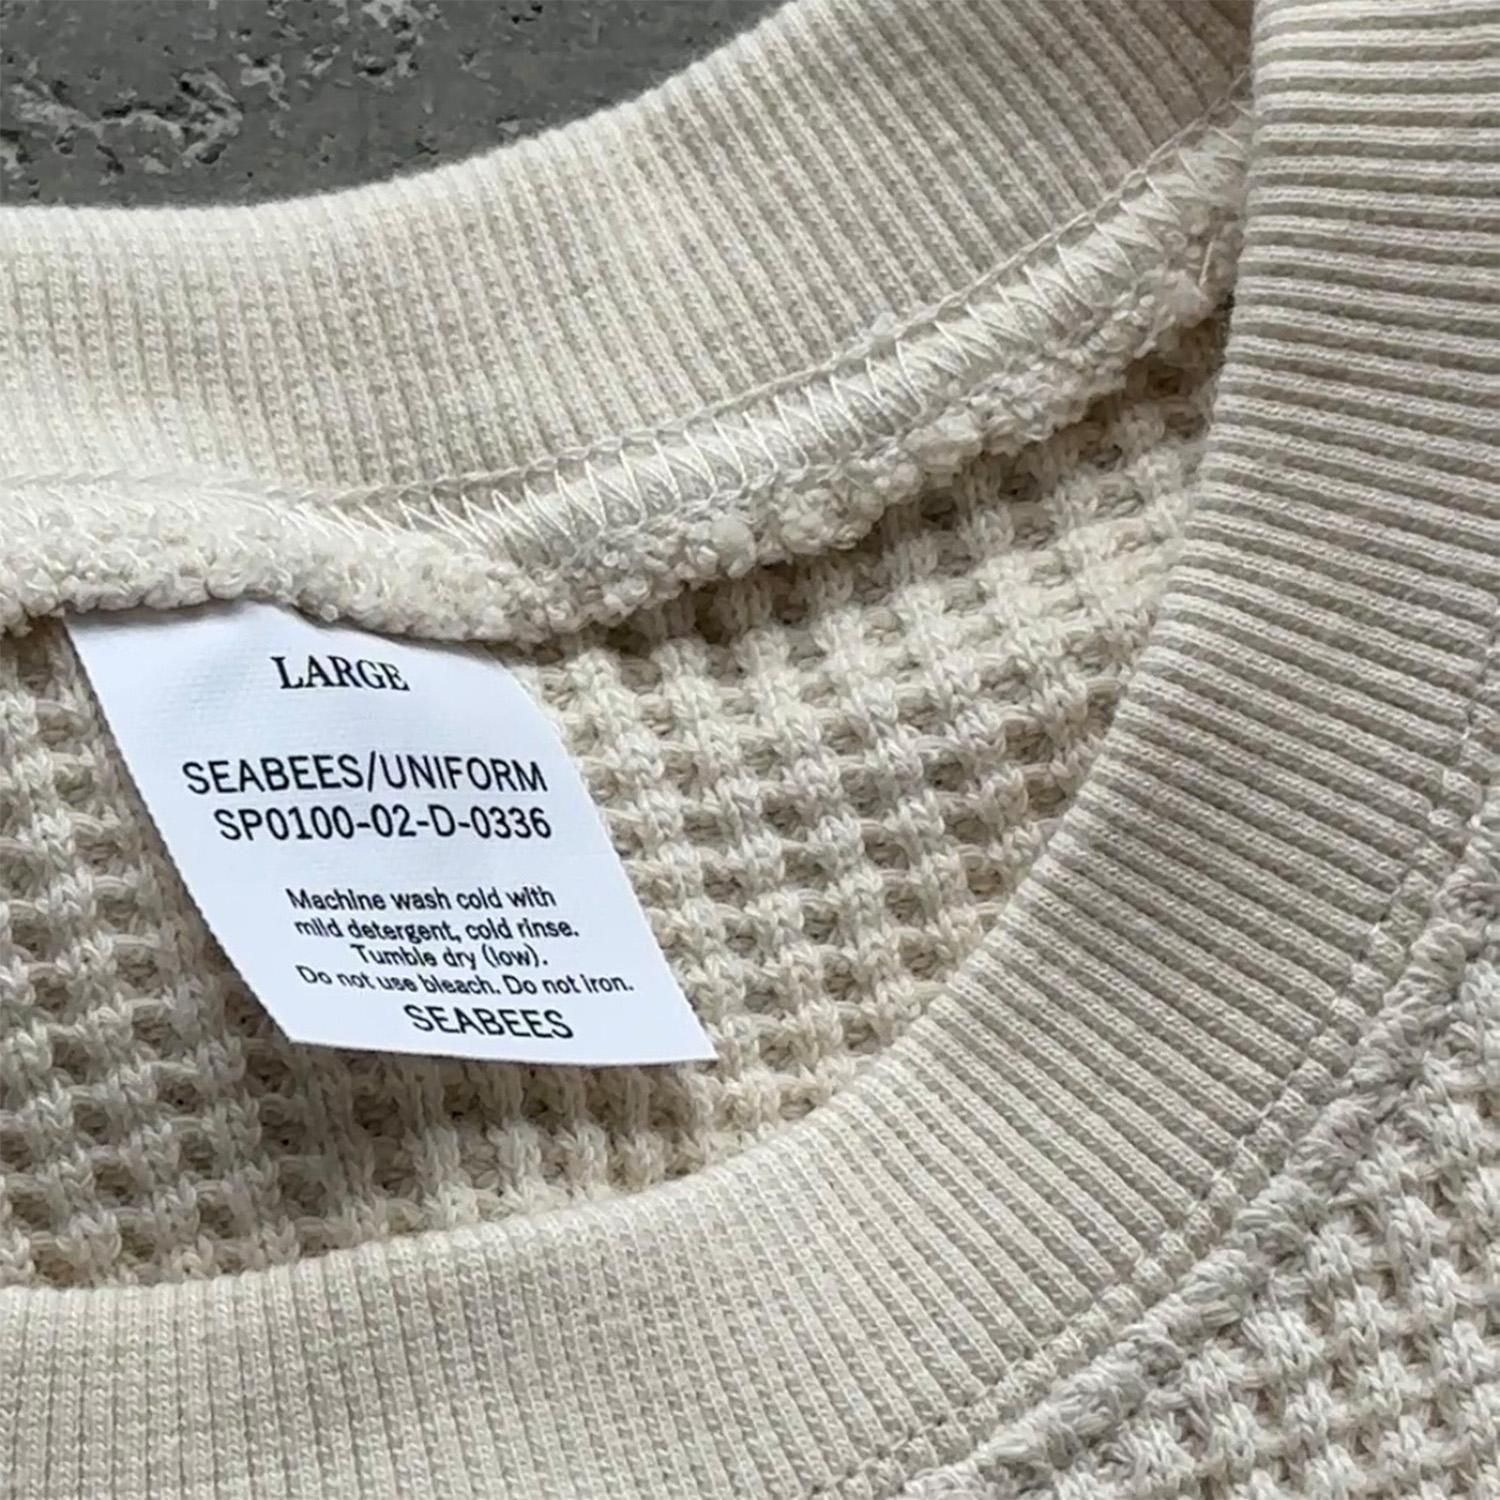 LARGE
SEABEES/UNIFORM
SP0100-02-D-0336
Machine wash cold with
mild detergent, cold rinse.
Tumble dry (low).
Do not use bleach. Do not iron.
SEABEES